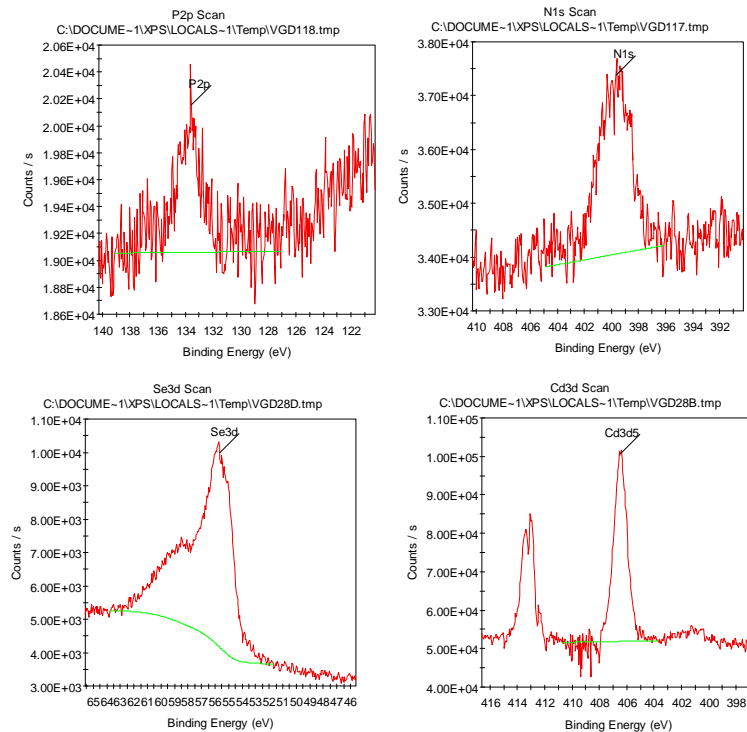 P2p Scan
C:\DOCUME~1\XPS\LOCALS~1\Temp\VGD118.tmp
2.06E+04
2.04E+04
2.02E+04
2.00E+04
1.98E+04
1.96E+04
1.94E+04
1.92E+04
1.90E+04
1.88E+04
1.86E+04
P2p
Counts / s
140 138 136 134 132 130 128 126 124 122
Binding Energy (eV)
N1s Scan
C:\DOCUME~1\XPS\LOCALS~1\Temp\VGD117.tmp
3.80E+04
3.70E+04
3.60E+04
3.50E+04
3.40E+04
3.30E+04
N1s
Counts / s
410 408 406 404 402 400 398 396 394 392
Binding Energy (eV)
Se3d Scan
C:\DOCUME~1\XPS\LOCALS~1\Temp\VGD28D.tmp
1.10E+04
1.00E+04
9.00E+03
8.00E+03
7.00E+03
6.00E+03
5.00E+03
4.00E+03
3.00E+03
Se3d
Counts / s
65646362616059585756555453525150494847 46
Binding Energy (eV)
Cd3d Scan
C:\DOCUME~1\XPS\LOCALS~1\Temp\VGD28B.tmp
1.10E+05
1.00E+05
9.00E+04
8.00E+04
7.00E+04
6.00E+04
5.00E+04
4.00E+04
Cd3d5
Counts / s
416 414 412 410 408 406 404 402 400 398
Binding Energy (eV)